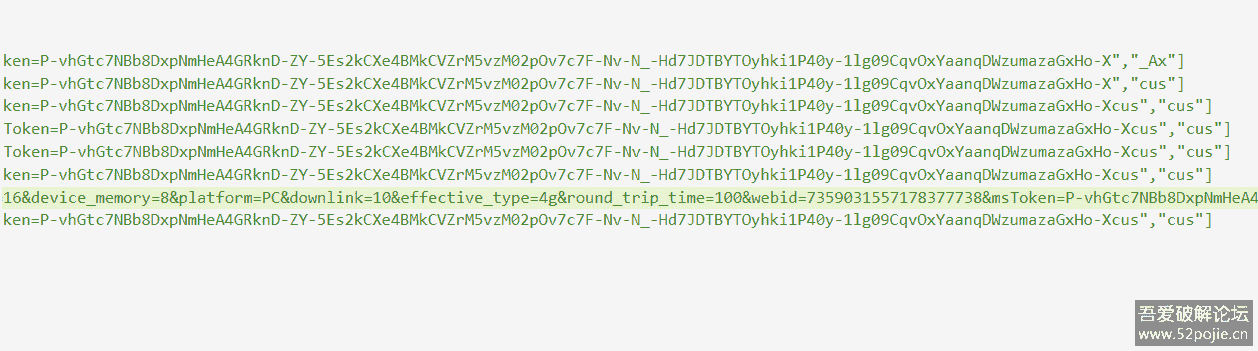 ken=P-vhGtc7NBb8DxpNmHeA4GRknD-ZY-5Es2kCXe4BMkCVZrM5vzM02pOv7c7F-Nv-N_-Hd7JDTBYTOyhki1P40y-1lg09CqvOxYaanqDWzumazaGxHo-X","_Ax"]
ken=P-vhGtc7NBb8DxpNmHeA4GRknD-ZY-5Es2kCXe4BMkCVZrM5vzM02pOv7c7F-Nv-N_-Hd7JDTBYTOyhki1P40y-1lg09CqvOxYaanqDWzumazaGxHo-X","cus"]
ken=P-vhGtc7NBb8DxpNmHeA4GRknD-ZY-5Es2kCXe4BMkCVZrM5vzM02pOv7c7F-Nv-N_-Hd7JDTBYTOyhki1P40y-1lg09CqvOxYaanqDWzumazaGxHo-Xcus","cus"]
Token=P-vhGtc7NBb8DxpNmHeA4GRknD-ZY-5Es2kCXe4BMkCVZrM5vzM02pOv7c7F-Nv-N_-Hd7JDTBYTOyhki1P40y-1lg09CqvOxYaanqDWzumazaGxHo-Xcus","cus"]
Token=P-vhGtc7NBb8DxpNmHeA4GRknD-ZY-5Es2kCXe4BMkCVZrM5vzM02pOv7c7F-Nv-N_-Hd7JDTBYTOyhki1P40y-1lg09CqvOxYaanqDWzumazaGxHo-Xcus","cus"]
ken=P-vhGtc7NBb8DxpNmHeA4GRknD-ZY-5Es2kCXe4BMkCVZrM5vzM02pOv7c7F-Nv-N_-Hd7JDTBYTOyhki1P40y-1lg09CqvOxYaanqDWzumazaGxHo-Xcus","cus"]
16&device_memory=8&platform=PC&downlink=10&effective_type=4g&round_trip_time=100&webid=7359031557178377738&msToken=P-vhGtc7NBb8DxpNmHeA4
ken=P-vhGtc7NBb8DxpNmHeA4GRknD-ZY-5Es2kCXe4BMkCVZrM5vzM02pOv7c7F-Nv-N_-Hd7JDTBYTOyhki1P40y-1lg09CqvOxYaanqDWzumazaGxHo-Xcus","cus"]
吾爱破解论坛
www.52pojie.cn